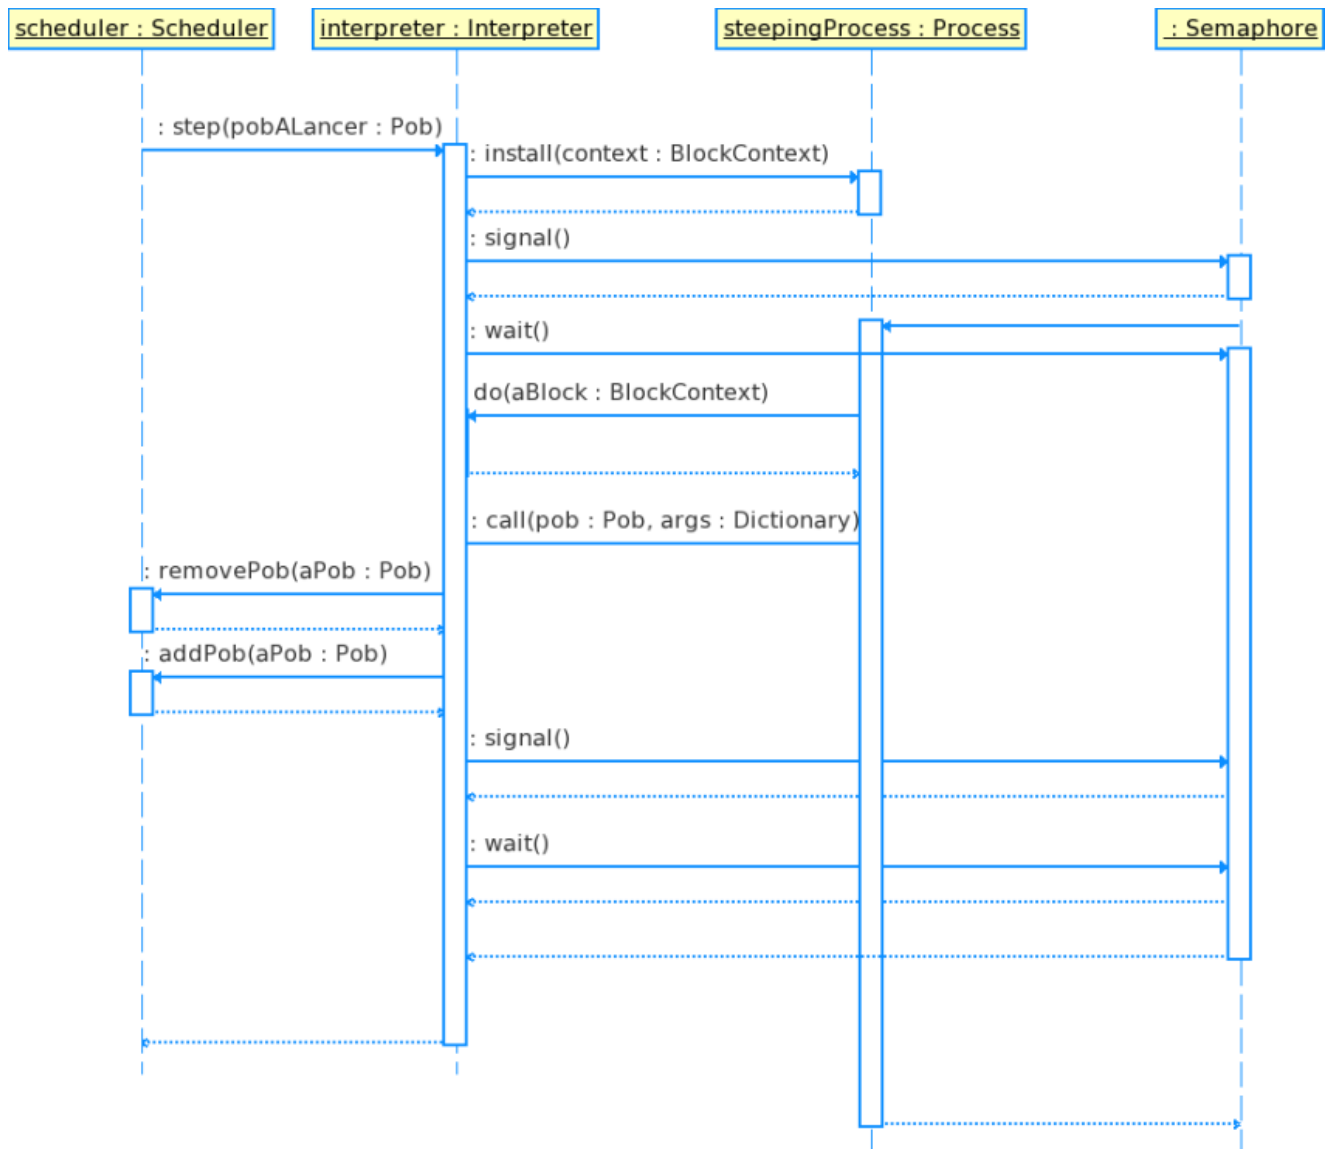 scheduler : Scheduler
interpreter : Interpreter
steepingProcess : Process
: Semaphore
: step(pobALancer : Pob)
: install(context : BlockContext)
: signal()
: wait()
do(aBlock : BlockContext)
: call(pob : Pob, args : Dictionary)
: removePob(aPob : Pob)
: addPob(aPob : Pob)
: signal()
: wait()